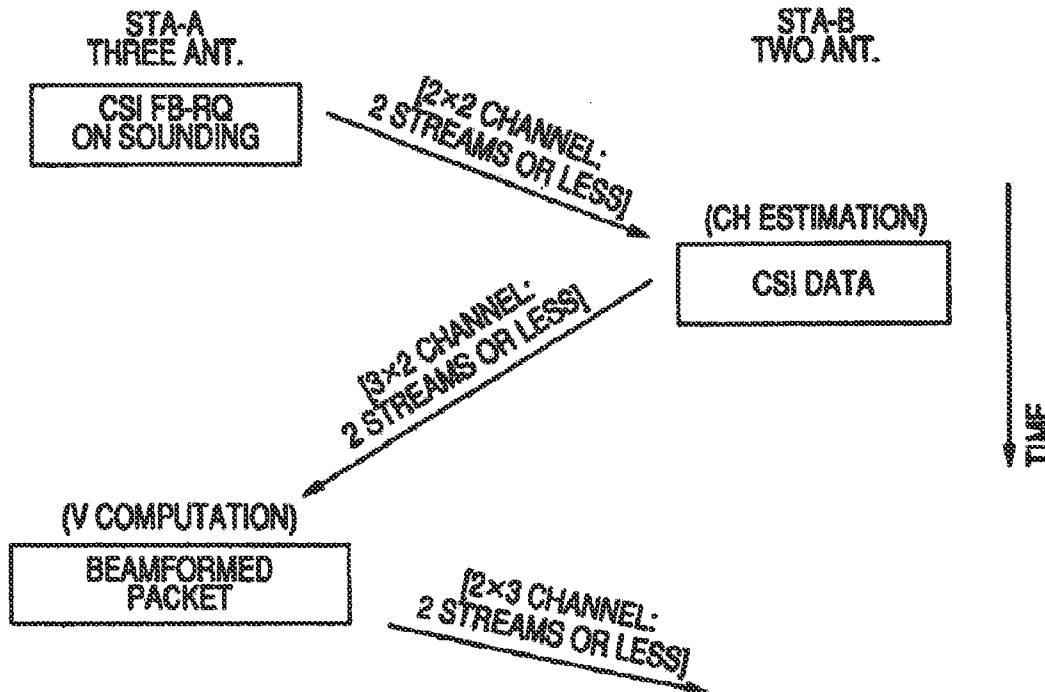 STA-A
THREE ANT.
STA-B
TWO ANT.
CSI FB-RQ
ON SOUNDING
[2×2 CHANNEL:
2 STREAMS OR LESS]
(CH ESTIMATION)
CSI DATA
[3×2 CHANNEL:
2 STREAMS OR LESS]
TIME
(V COMPUTATION)
BEAMFORMED
PACKET
[2×3 CHANNEL:
2 STREAMS OR LESS]